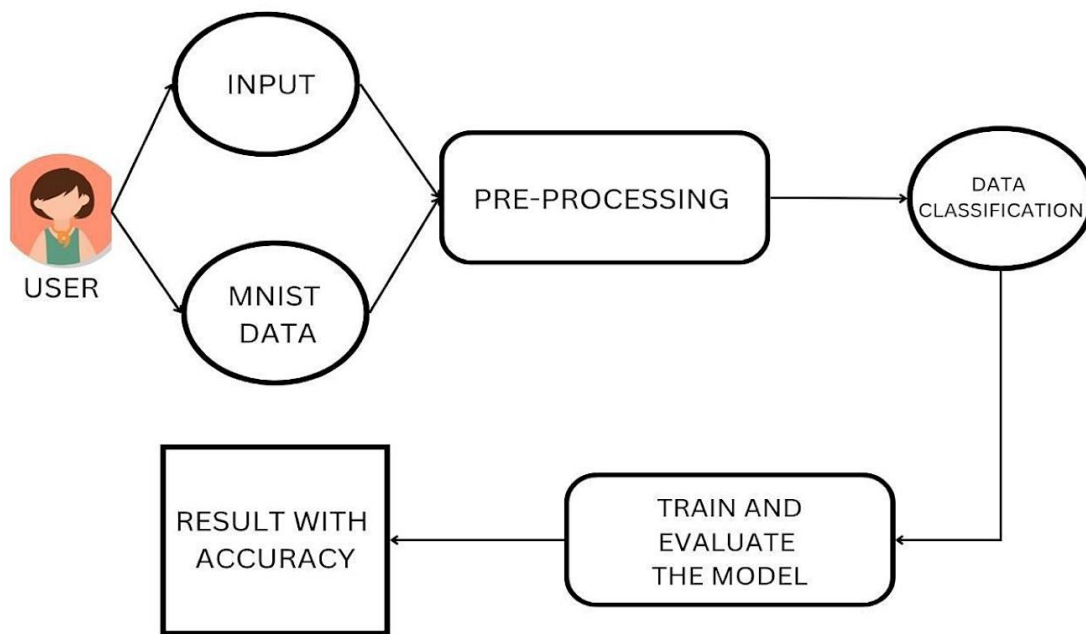 INPUT
USER
MNIST
DATA
PRE-PROCESSING
DATA
CLASSIFICATION
TRAIN AND
EVALUATE
THE MODEL
RESULT WITH
ACCURACY